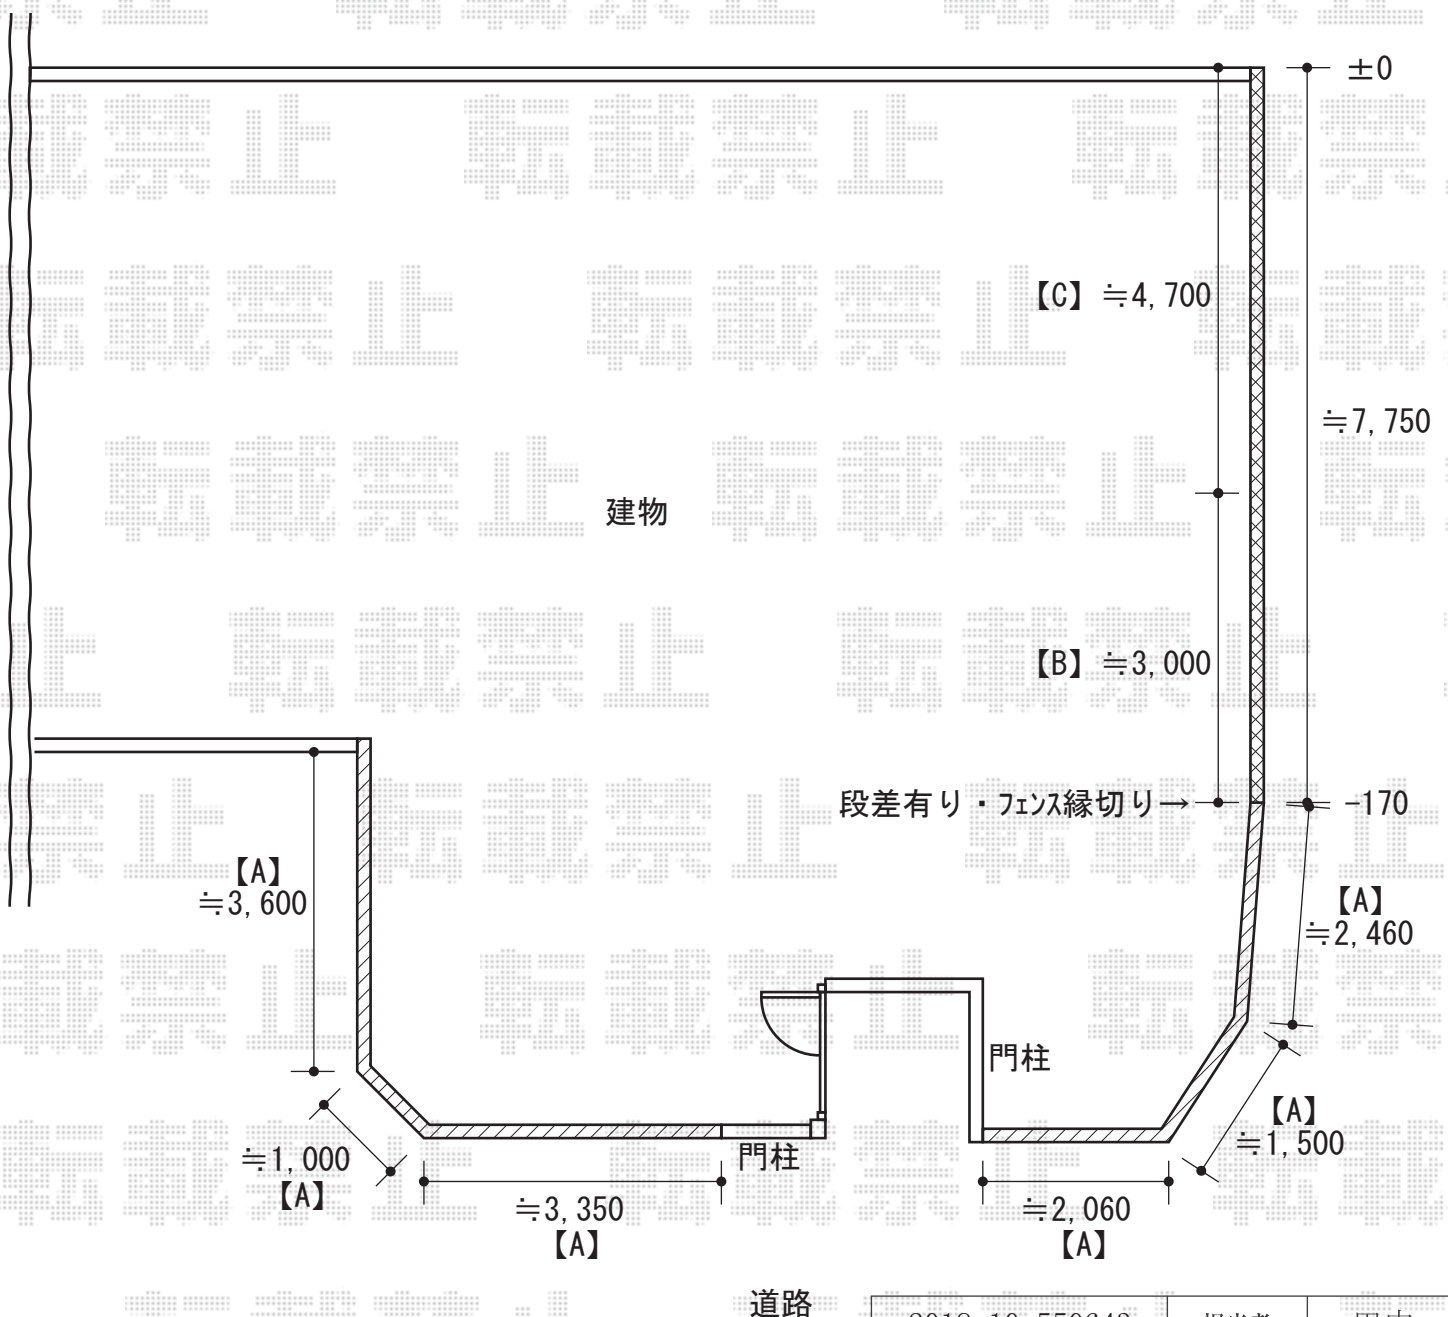 ±0
【C】≒4,700
≒7,750
建物
【B】≒3,000
段差有り・フェンス縁切り→
-170
【A】
≒3,600
【A】
≒2,460
門柱
【A】
≒1,500
≒1,000
【A】
門柱
≒3,350
【A】
≒2,060
【A】
道路
転載禁止